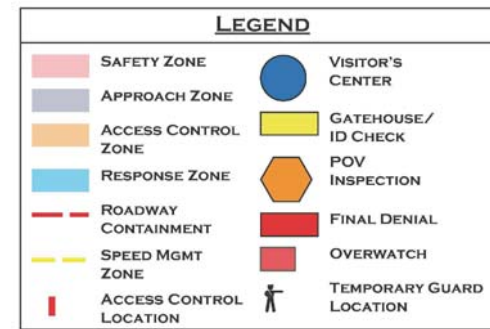 LEGEND
SAFETY ZONE
APPROACH ZONE
ACCESS CONTROL
ZONE
RESPONSE ZONE
ROADWAY
CONTAINMENT
SPEED MGMT
ZONE
ACCESS CONTROL
LOCATION
VISITOR'S
CENTER
GATEHOUSE/
ID CHECK
POV
INSPECTION
FINAL DENIAL
OVERWATCH
TEMPORARY GUARD
LOCATION